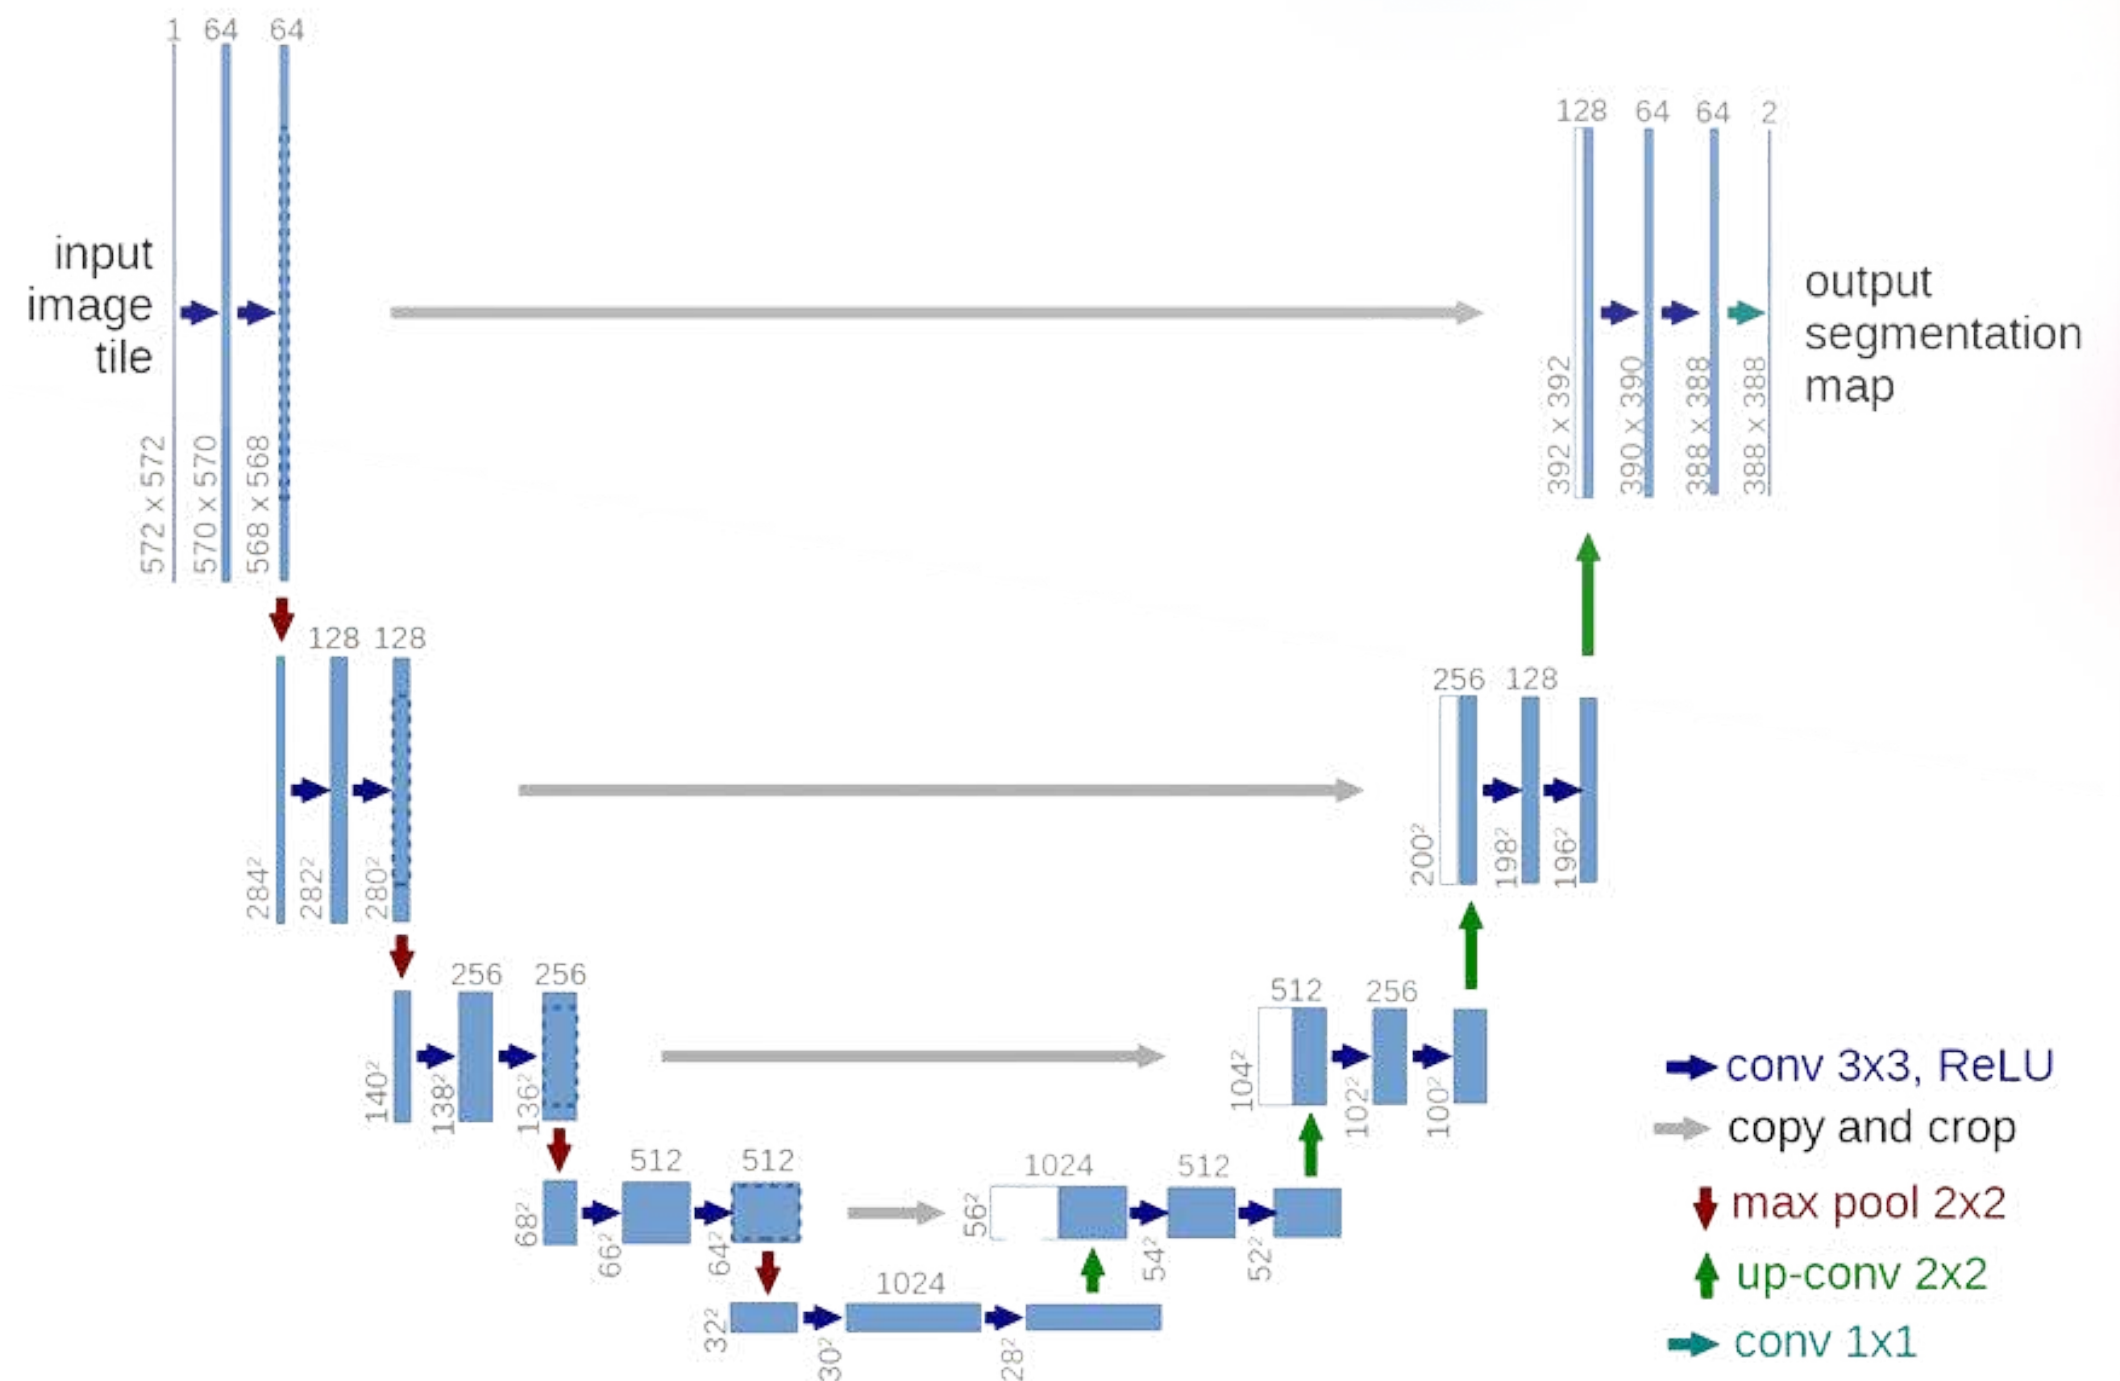 1 64 64
input
image
tile
572 x 572
570 x 570
568 x 568
128 64 64 2
392 x 392
390 x 390
388 x 388
388 x 388
output
segmentation
map
128 128
284²
282²
280²
256 128
200²
198²
196²
256 256
140²
138²
136²
512 256
104²
102²
100²
512 512
68²
66²
64²
1024 512
56²
54²
52²
1024
32²
30²
28²
conv 3x3, ReLU
copy and crop
max pool 2x2
up-conv 2x2
conv 1x1